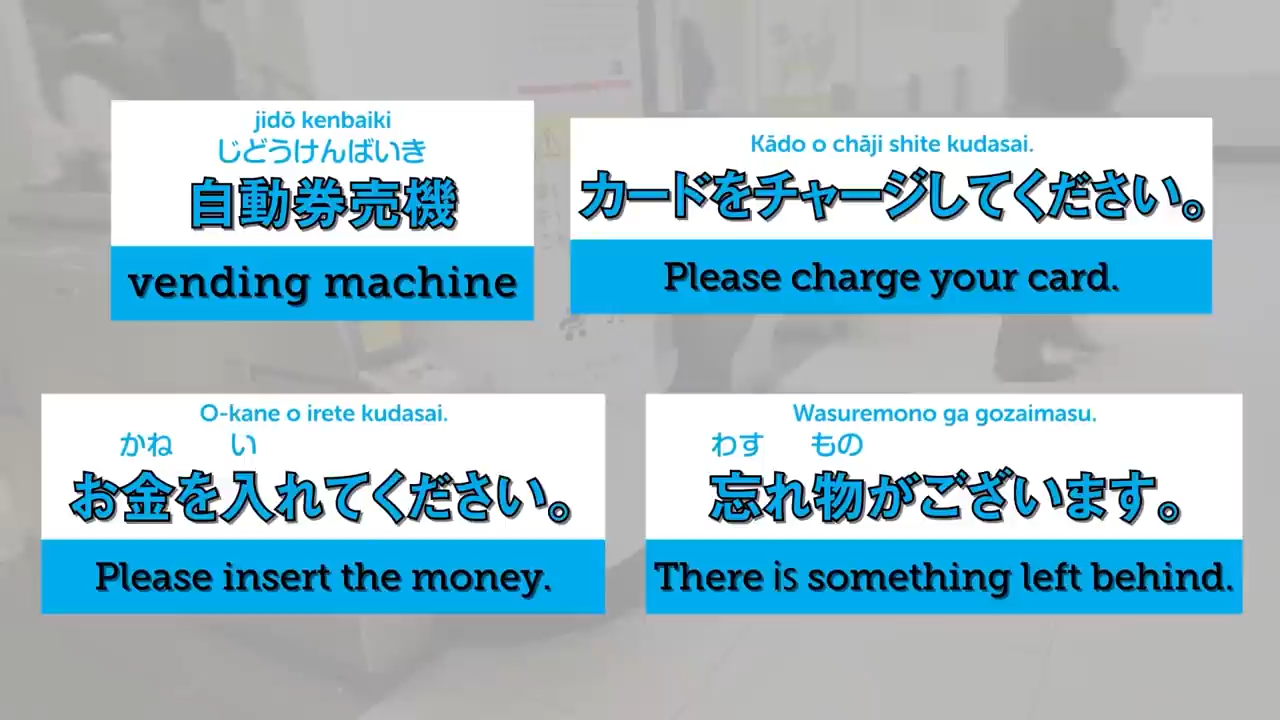 jidō kenbaiki
じどうけんばいき
自動券売機
vending machine
Kādo o chāji shite kudasai.
カードをチャージしてください。
Please charge your card.
O-kane o irete kudasai.
かね い
お金を入れてください。
Please insert the money.
Wasuremono ga gozaimasu.
わす もの
忘れ物がございます。
There is something left behind.